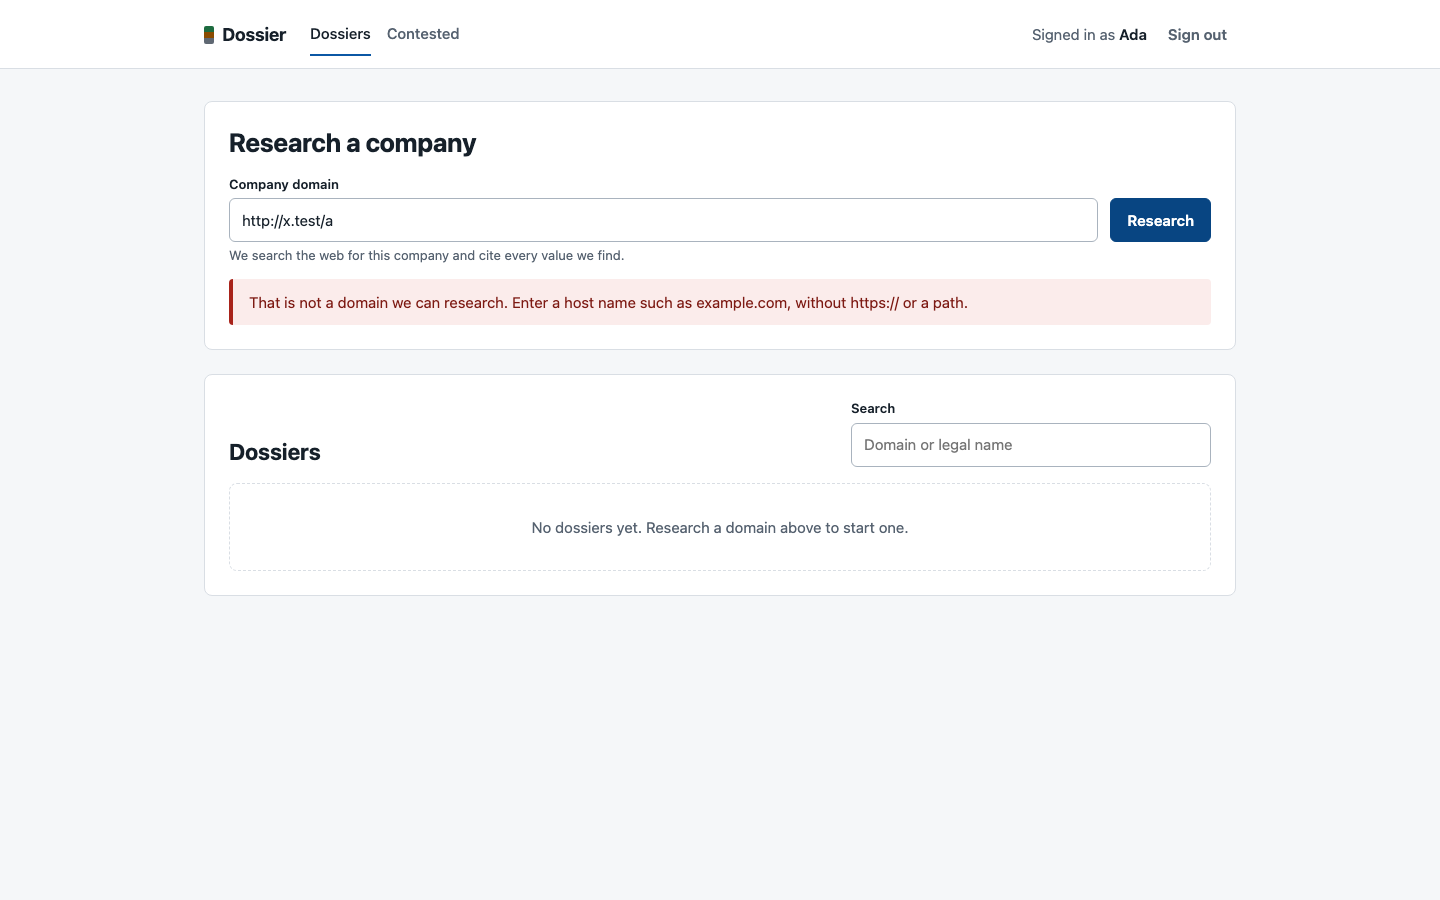 Dossier Dossiers Contested Signed in as Ada Sign out
Research a company
Company domain
http://x.test/a Research
We search the web for this company and cite every value we find.
That is not a domain we can research. Enter a host name such as example.com, without https:// or a path.
Search
Dossiers Domain or legal name
No dossiers yet. Research a domain above to start one.